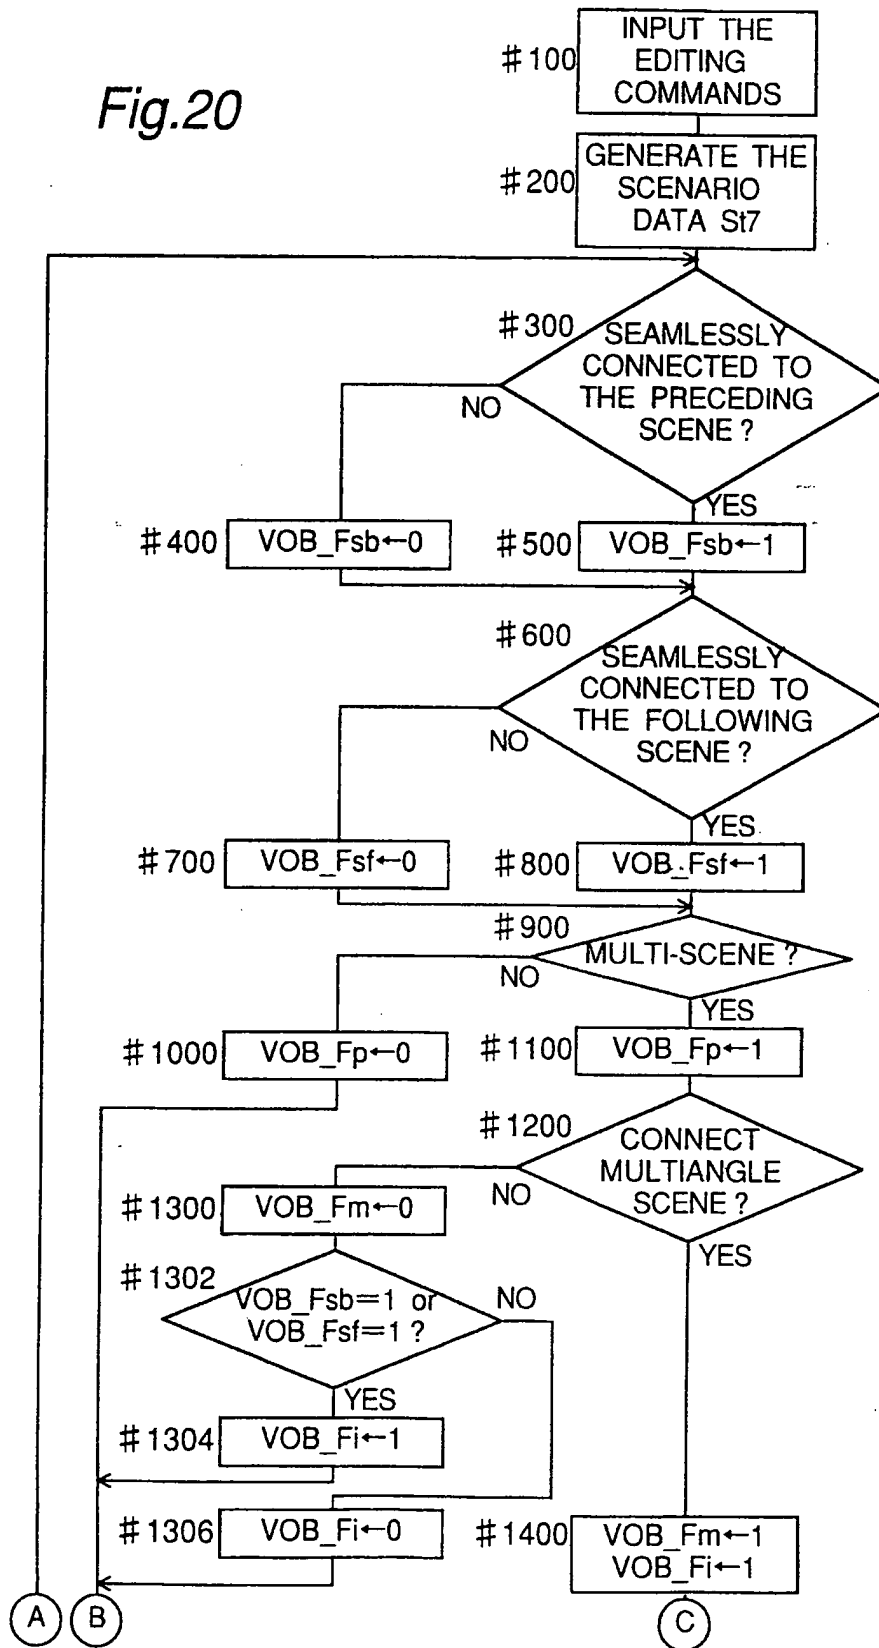 Fig.20
#100
INPUT THE
EDITING
COMMANDS
#200
GENERATE THE
SCENARIO
DATA St7
#300
SEAMLESSLY
CONNECTED TO
THE PRECEDING
SCENE ?
NO
YES
#400
VOB_Fsb←0
#500
VOB_Fsb←1
#600
SEAMLESSLY
CONNECTED TO
THE FOLLOWING
SCENE ?
NO
YES
#700
VOB_Fsf←0
#800
VOB_Fsf←1
#900
MULTI-SCENE ?
NO
YES
#1000
VOB_Fp←0
#1100
VOB_Fp←1
#1200
CONNECT
MULTIANGLE
SCENE ?
NO
YES
#1300
VOB_Fm←0
#1302
VOB_Fsb=1 or
VOB_Fsf=1 ?
NO
YES
#1304
VOB_Fi←1
#1306
VOB_Fi←0
#1400
VOB_Fm←1
VOB_Fi←1
A
B
C